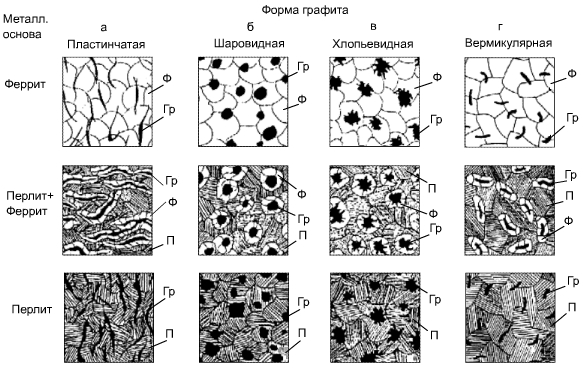 Металл.
основа
Форма графита
а
б
в
г
Пластинчатая
Шаровидная
Хлопьевидная
Вермикулярная
Феррит
Ф
Гр
Гр
Ф
Ф
Гр
Ф
Гр
Перлит+
Феррит
Гр
Ф
П
Ф
Гр
П
П
Ф
Гр
Гр
П
Ф
Перлит
Гр
П
Гр
П
Гр
П
Гр
П